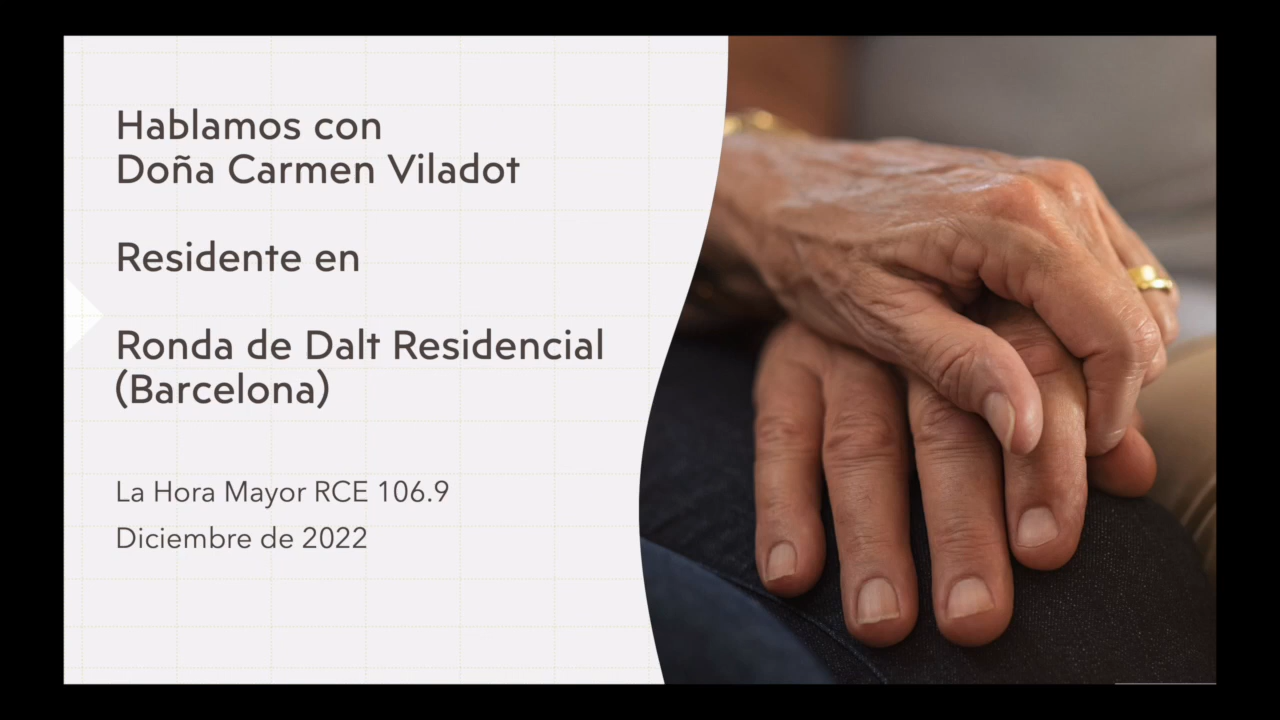 Hablamos con
Doña Carmen Viladot
Residente en
Ronda de Dalt Residencial
(Barcelona)
La Hora Mayor RCE 106.9
Diciembre de 2022